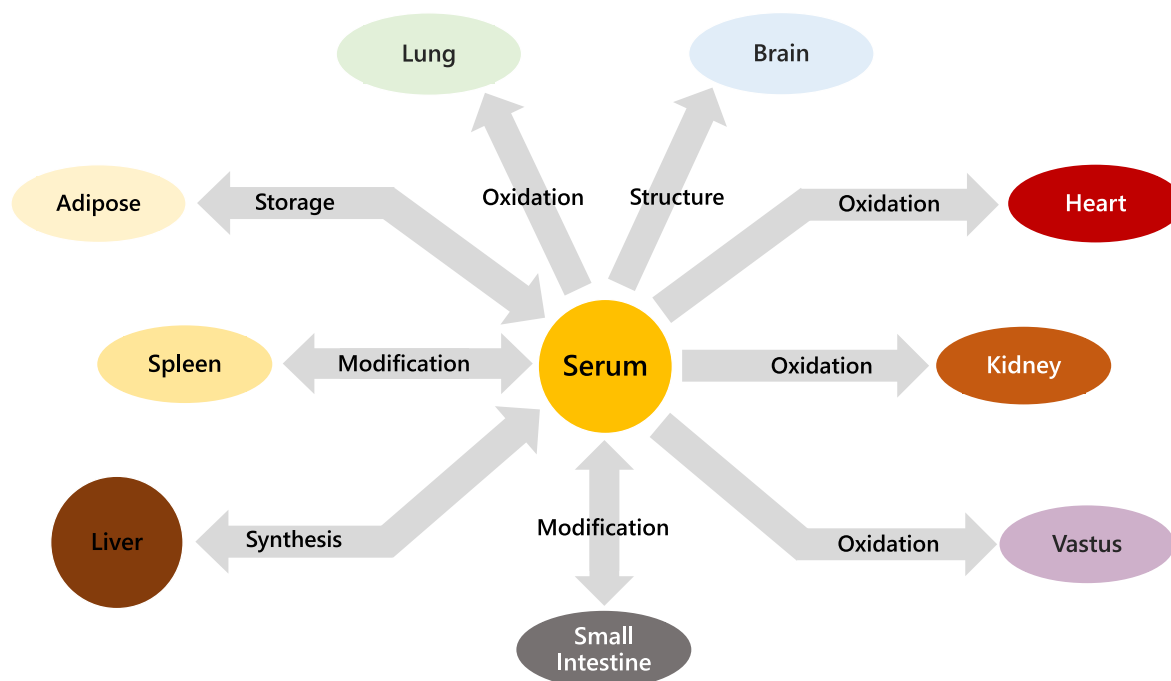 Lung
Brain
Adipose
Storage
Oxidation
Structure
Oxidation
Heart
Spleen
Modification
Serum
Oxidation
Kidney
Liver
Synthesis
Modification
Oxidation
Vastus
Small
Intestine